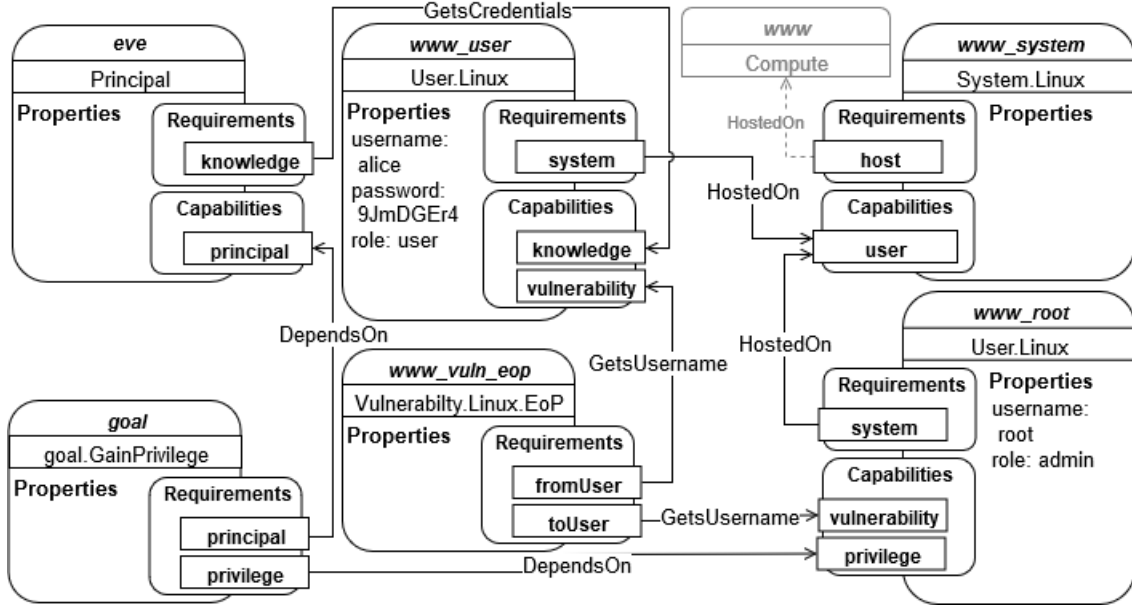 GetsCredentials
eve
Principal
Properties
Requirements
knowledge
Capabilities
principal
www_user
User.Linux
Properties
username:
alice
password:
9JmDGEr4
role: user
Requirements
system
Capabilities
knowledge
vulnerability
www
Compute
HostedOn
www_system
System.Linux
Properties
Requirements
host
Capabilities
user
HostedOn
DependsOn
GetsUsername
HostedOn
www_vuln_eop
Vulnerabilty.Linux.EoP
Properties
Requirements
fromUser
toUser
GetsUsername
www_root
User.Linux
Properties
username:
root
role: admin
Requirements
system
Capabilities
vulnerability
privilege
goal
goal.GainPrivilege
Properties
Requirements
principal
privilege
DependsOn